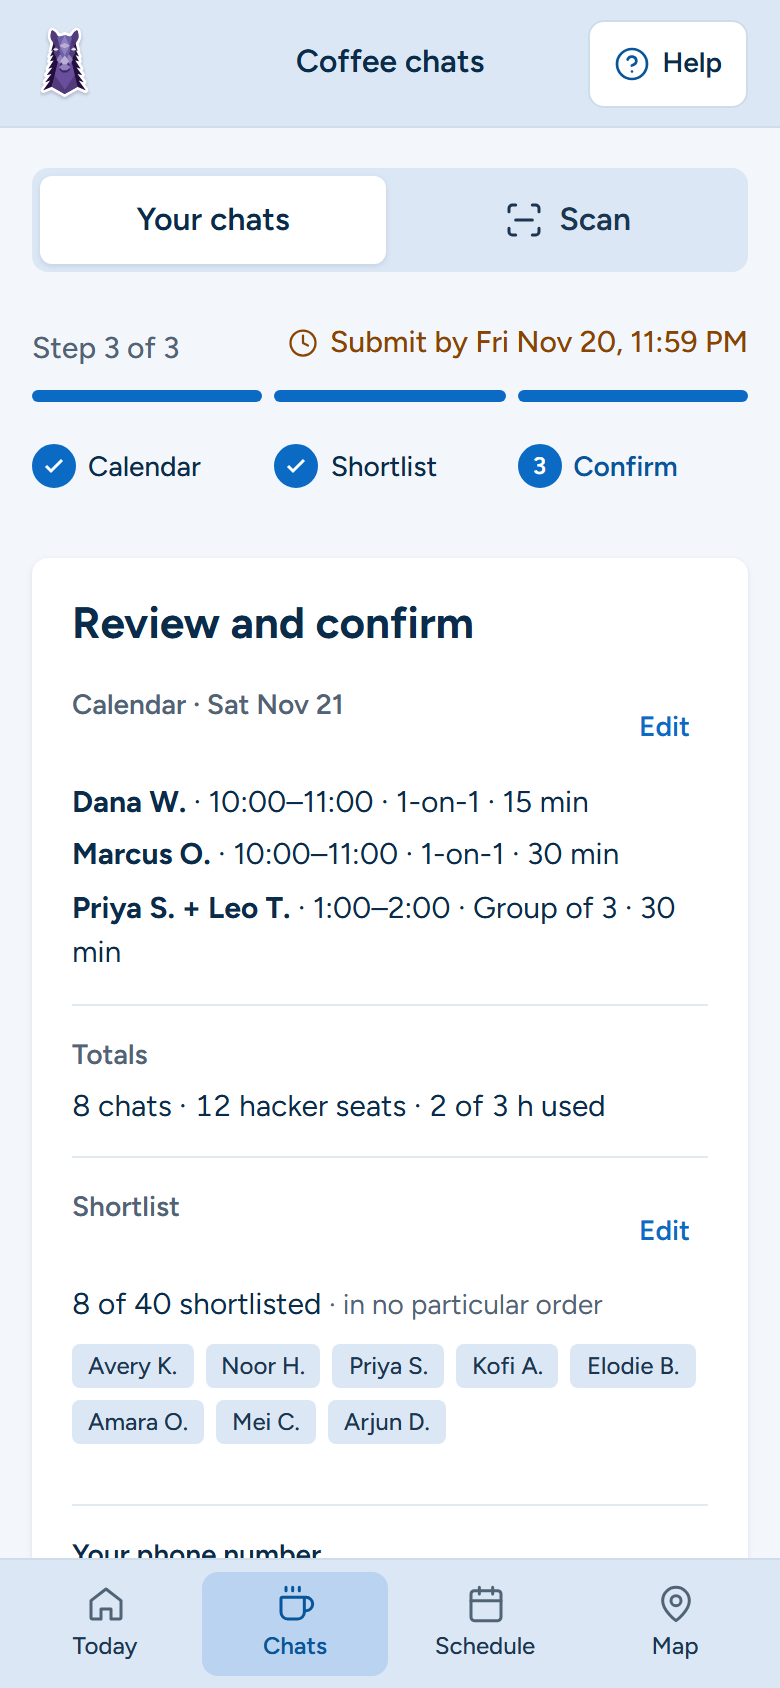 Coffee chats
Help
Your chats
Scan
Step 3 of 3
Submit by Fri Nov 20, 11:59 PM
Calendar
Shortlist
3 Confirm
Review and confirm
Calendar · Sat Nov 21
Edit
Dana W. · 10:00–11:00 · 1-on-1 · 15 min
Marcus O. · 10:00–11:00 · 1-on-1 · 30 min
Priya S. + Leo T. · 1:00–2:00 · Group of 3 · 30
min
Totals
8 chats · 12 hacker seats · 2 of 3 h used
Shortlist
Edit
8 of 40 shortlisted · in no particular order
Avery K. Noor H. Priya S. Kofi A. Elodie B.
Amara O. Mei C. Arjun D.
Your phone number
Today
Chats
Schedule
Map